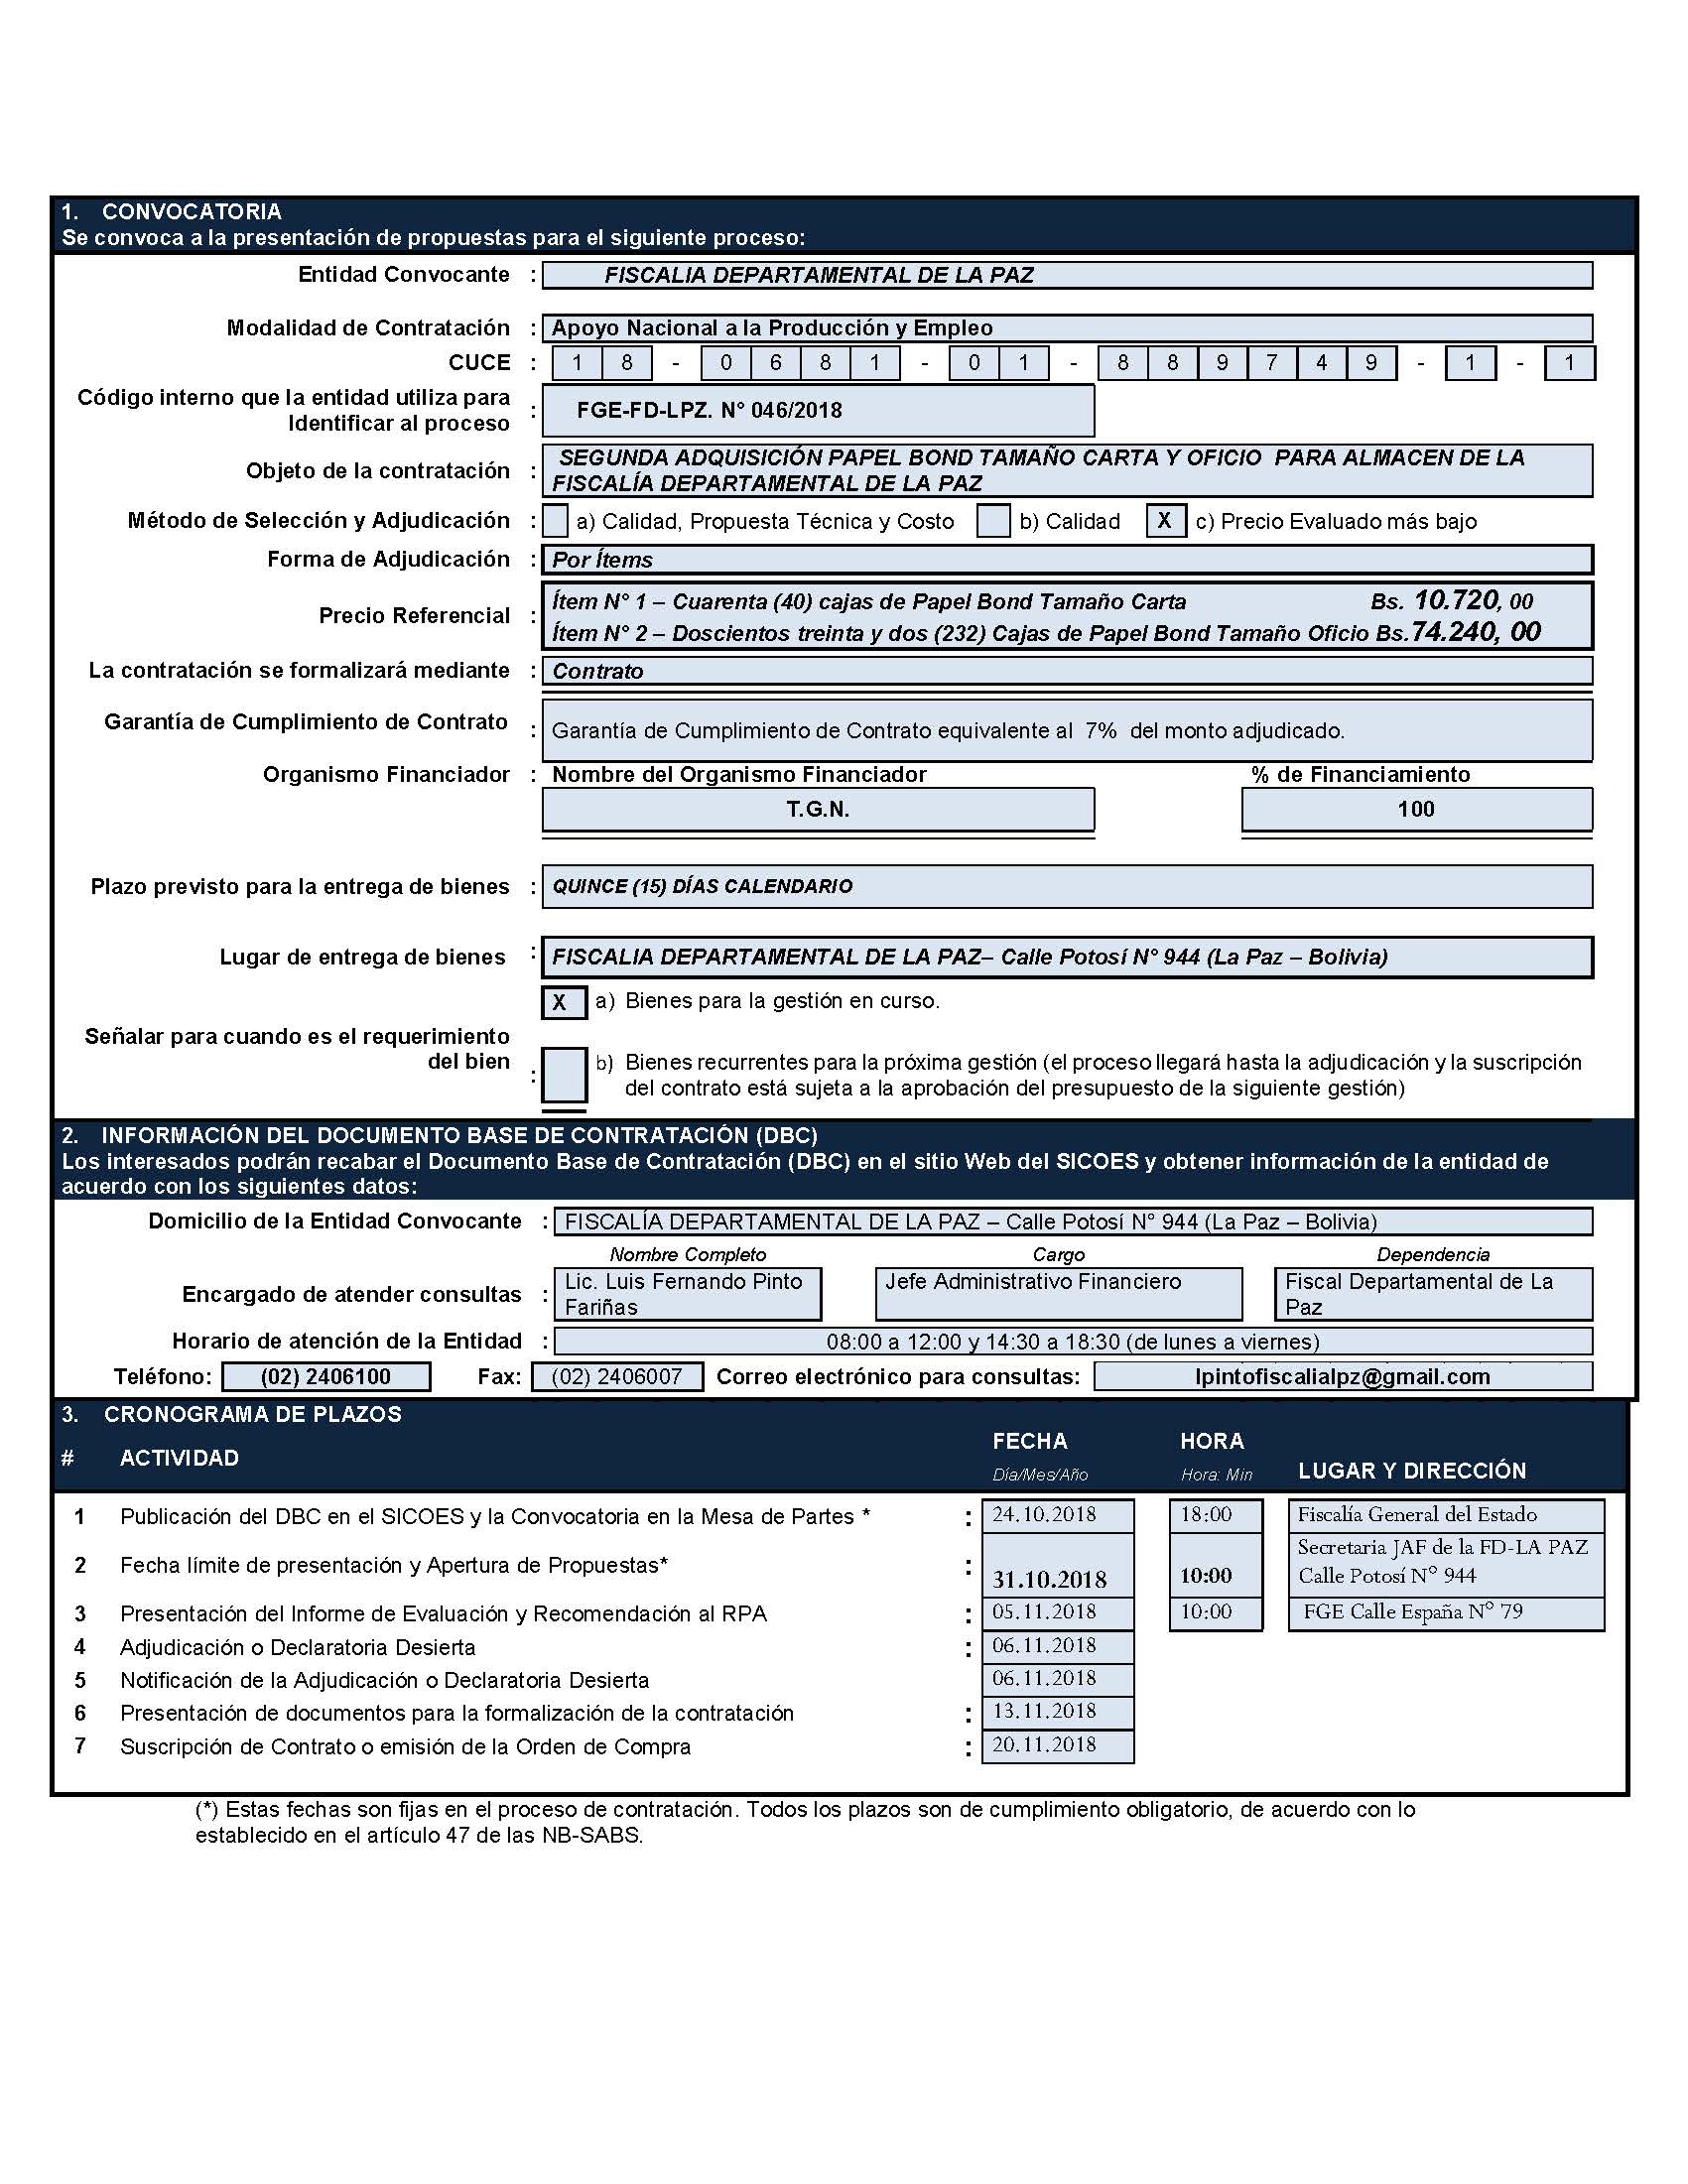 1. CONVOCATORIA
Se convoca a la presentación de propuestas para el siguiente proceso:
Entidad Convocante : FISCALIA DEPARTAMENTAL DE LA PAZ
Modalidad de Contratación : Apoyo Nacional a la Producción y Empleo
CUCE : 1 8 - 0 6 8 1 - 0 1 - 8 8 9 7 4 9 - 1 - 1
Código interno que la entidad utiliza para
Identificar al proceso : FGE-FD-LPZ. N° 046/2018
Objeto de la contratación : SEGUNDA ADQUISICIÓN PAPEL BOND TAMAÑO CARTA Y OFICIO PARA ALMACEN DE LA
FISCALÍA DEPARTAMENTAL DE LA PAZ
Método de Selección y Adjudicación : a) Calidad, Propuesta Técnica y Costo b) Calidad X c) Precio Evaluado más bajo
Forma de Adjudicación : Por Ítems
Precio Referencial : Ítem N° 1 – Cuarenta (40) cajas de Papel Bond Tamaño Carta Bs. 10.720, 00
Ítem N° 2 – Doscientos treinta y dos (232) Cajas de Papel Bond Tamaño Oficio Bs. 74.240, 00
La contratación se formalizará mediante : Contrato
Garantía de Cumplimiento de Contrato : Garantía de Cumplimiento de Contrato equivalente al 7% del monto adjudicado.
Organismo Financiador : Nombre del Organismo Financiador % de Financiamiento
T.G.N. 100
Plazo previsto para la entrega de bienes : QUINCE (15) DÍAS CALENDARIO
Lugar de entrega de bienes : FISCALIA DEPARTAMENTAL DE LA PAZ– Calle Potosí N° 944 (La Paz – Bolivia)
X a) Bienes para la gestión en curso.
Señalar para cuando es el requerimiento
del bien : b) Bienes recurrentes para la próxima gestión (el proceso llegará hasta la adjudicación y la suscripción
del contrato está sujeta a la aprobación del presupuesto de la siguiente gestión)
2. INFORMACIÓN DEL DOCUMENTO BASE DE CONTRATACIÓN (DBC)
Los interesados podrán recabar el Documento Base de Contratación (DBC) en el sitio Web del SICOES y obtener información de la entidad de
acuerdo con los siguientes datos:
Domicilio de la Entidad Convocante : FISCALÍA DEPARTAMENTAL DE LA PAZ – Calle Potosí N° 944 (La Paz – Bolivia)
Nombre Completo Cargo Dependencia
Encargado de atender consultas : Lic. Luis Fernando Pinto Jefe Administrativo Financiero Fiscal Departamental de La
Fariñas Paz
Horario de atención de la Entidad : 08:00 a 12:00 y 14:30 a 18:30 (de lunes a viernes)
Teléfono: (02) 2406100 Fax: (02) 2406007 Correo electrónico para consultas: lpintofiscalialpz@gmail.com
3. CRONOGRAMA DE PLAZOS
# ACTIVIDAD FECHA HORA LUGAR Y DIRECCIÓN
Día/Mes/Año Hora: Min
1 Publicación del DBC en el SICOES y la Convocatoria en la Mesa de Partes * : 24.10.2018 18:00 Fiscalía General del Estado
2 Fecha límite de presentación y Apertura de Propuestas* : 31.10.2018 10:00 Secretaria JAF de la FD-LA PAZ
Calle Potosí N° 944
3 Presentación del Informe de Evaluación y Recomendación al RPA : 05.11.2018 10:00 FGE Calle España N° 79
4 Adjudicación o Declaratoria Desierta : 06.11.2018
5 Notificación de la Adjudicación o Declaratoria Desierta 06.11.2018
6 Presentación de documentos para la formalización de la contratación : 13.11.2018
7 Suscripción de Contrato o emisión de la Orden de Compra : 20.11.2018
(*) Estas fechas son fijas en el proceso de contratación. Todos los plazos son de cumplimiento obligatorio, de acuerdo con lo
establecido en el artículo 47 de las NB-SABS.